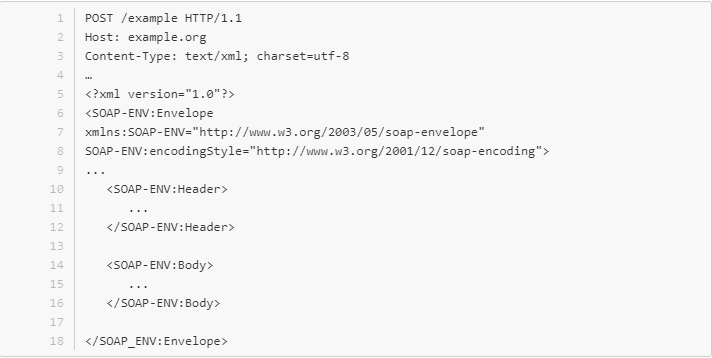 1 POST /example HTTP/1.1
2 Host: example.org
3 Content-Type: text/xml; charset=utf-8
4 …
5 <?xml version="1.0"?>
6 <SOAP-ENV:Envelope
7 xmlns:SOAP-ENV="http://www.w3.org/2003/05/soap-envelope"
8 SOAP-ENV:encodingStyle="http://www.w3.org/2001/12/soap-encoding">
9 ...
10    <SOAP-ENV:Header>
11       ...
12    </SOAP-ENV:Header>
13
14    <SOAP-ENV:Body>
15       ...
16    </SOAP-ENV:Body>
17
18 </SOAP_ENV:Envelope>